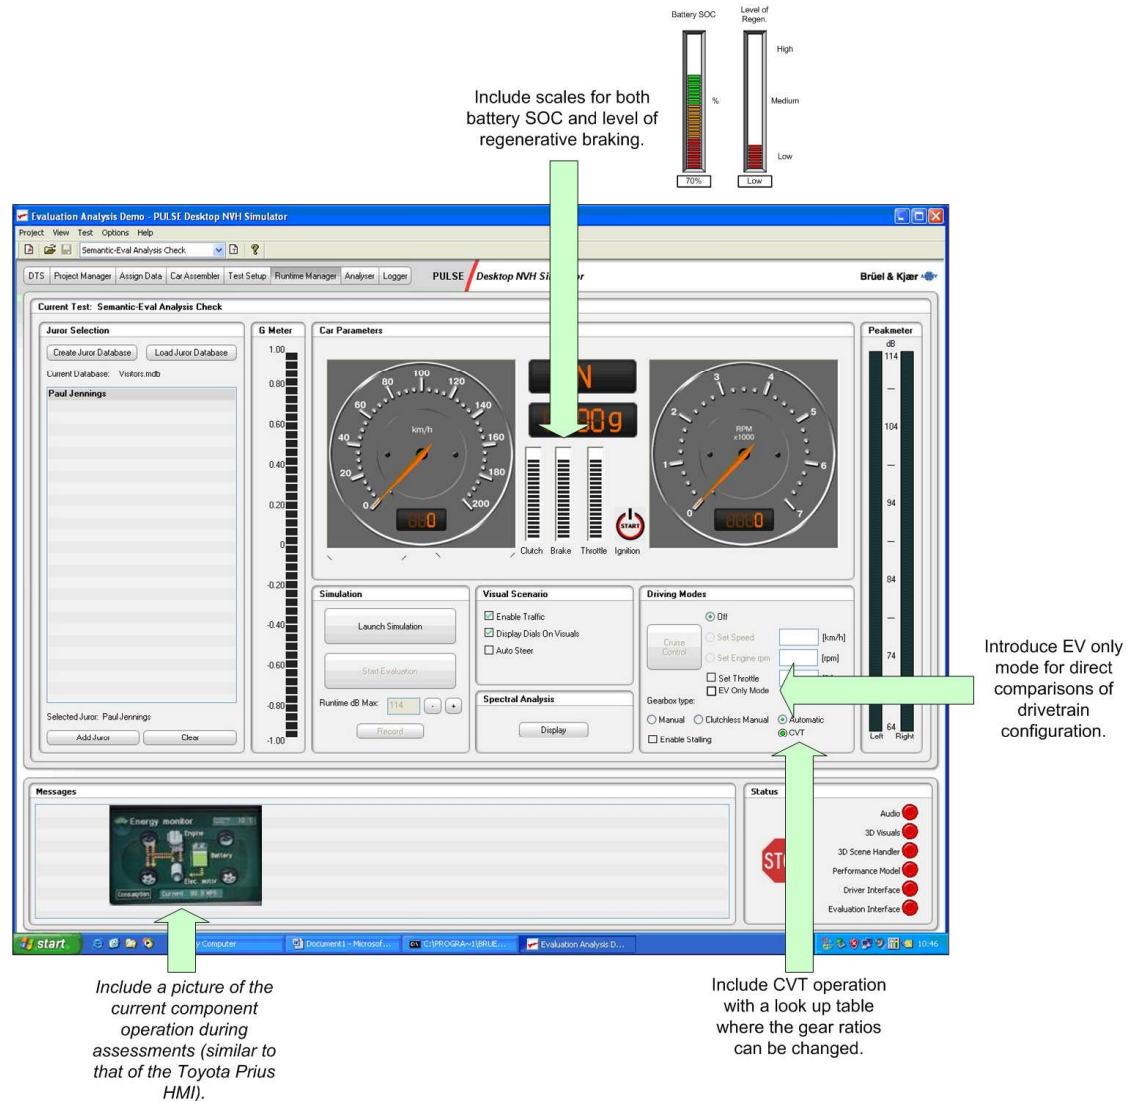 Battery SOC
Level of
Regen.
High
%
Medium
Low
70%
Low
Include scales for both
battery SOC and level of
regenerative braking.
Evaluation Analysis Demo - PULSE Desktop NVH Simulator
Project View Test Options Help
Semantic-Eval Analysis Check
DTS Project Manager Assign Data Car Assembler Test Setup Runtime Manager Analyser Logger
PULSE Desktop NVH
Brüel & Kjær
Current Test: Semantic-Eval Analysis Check
Juror Selection
Create Juror Database
Load Juror Database
Current Database: Visitors.mdb
Paul Jennings
Selected Juror: Paul Jennings
Add Juror
Clear
G Meter
1.00
0.80
0.60
0.40
0.20
0
-0.20
-0.40
-0.60
-0.80
-1.00
Car Parameters
0
20
40
60
80
100
120
140
160
180
200
km/h
0
N
00g
Clutch
Brake
Throttle
START
Ignition
0
1
2
3
4
5
6
7
RPM
x1000
0
Peakmeter
dB
114
104
94
84
74
64
Left
Right
Simulation
Launch Simulation
Start Evaluation
Runtime dB Max:
114
-
+
Record
Visual Scenario
Enable Traffic
Display Dials On Visuals
Auto Steer
Spectral Analysis
Display
Driving Modes
Off
Cruise
Control
Set Speed
[km/h]
Set Engine rpm
[rpm]
Set Throttle
EV Only Mode
Gearbox type:
Manual
Clutchless Manual
Automatic
CVT
Enable Stalling
Introduce EV only
mode for direct
comparisons of
drivetrain
configuration.
Messages
Energy monitor
Engine
Battery
Elec. motor
Consumption
Current
Status
STO
Audio
3D Visuals
3D Scene Handler
Performance Model
Driver Interface
Evaluation Interface
start
Computer
Document1 - Microsof...
C:\PROGRA~1\BRUE...
Evaluation Analysis D...
10:46
Include a picture of the
current component
operation during
assessments (similar to
that of the Toyota Prius
HMI).
Include CVT operation
with a look up table
where the gear ratios
can be changed.